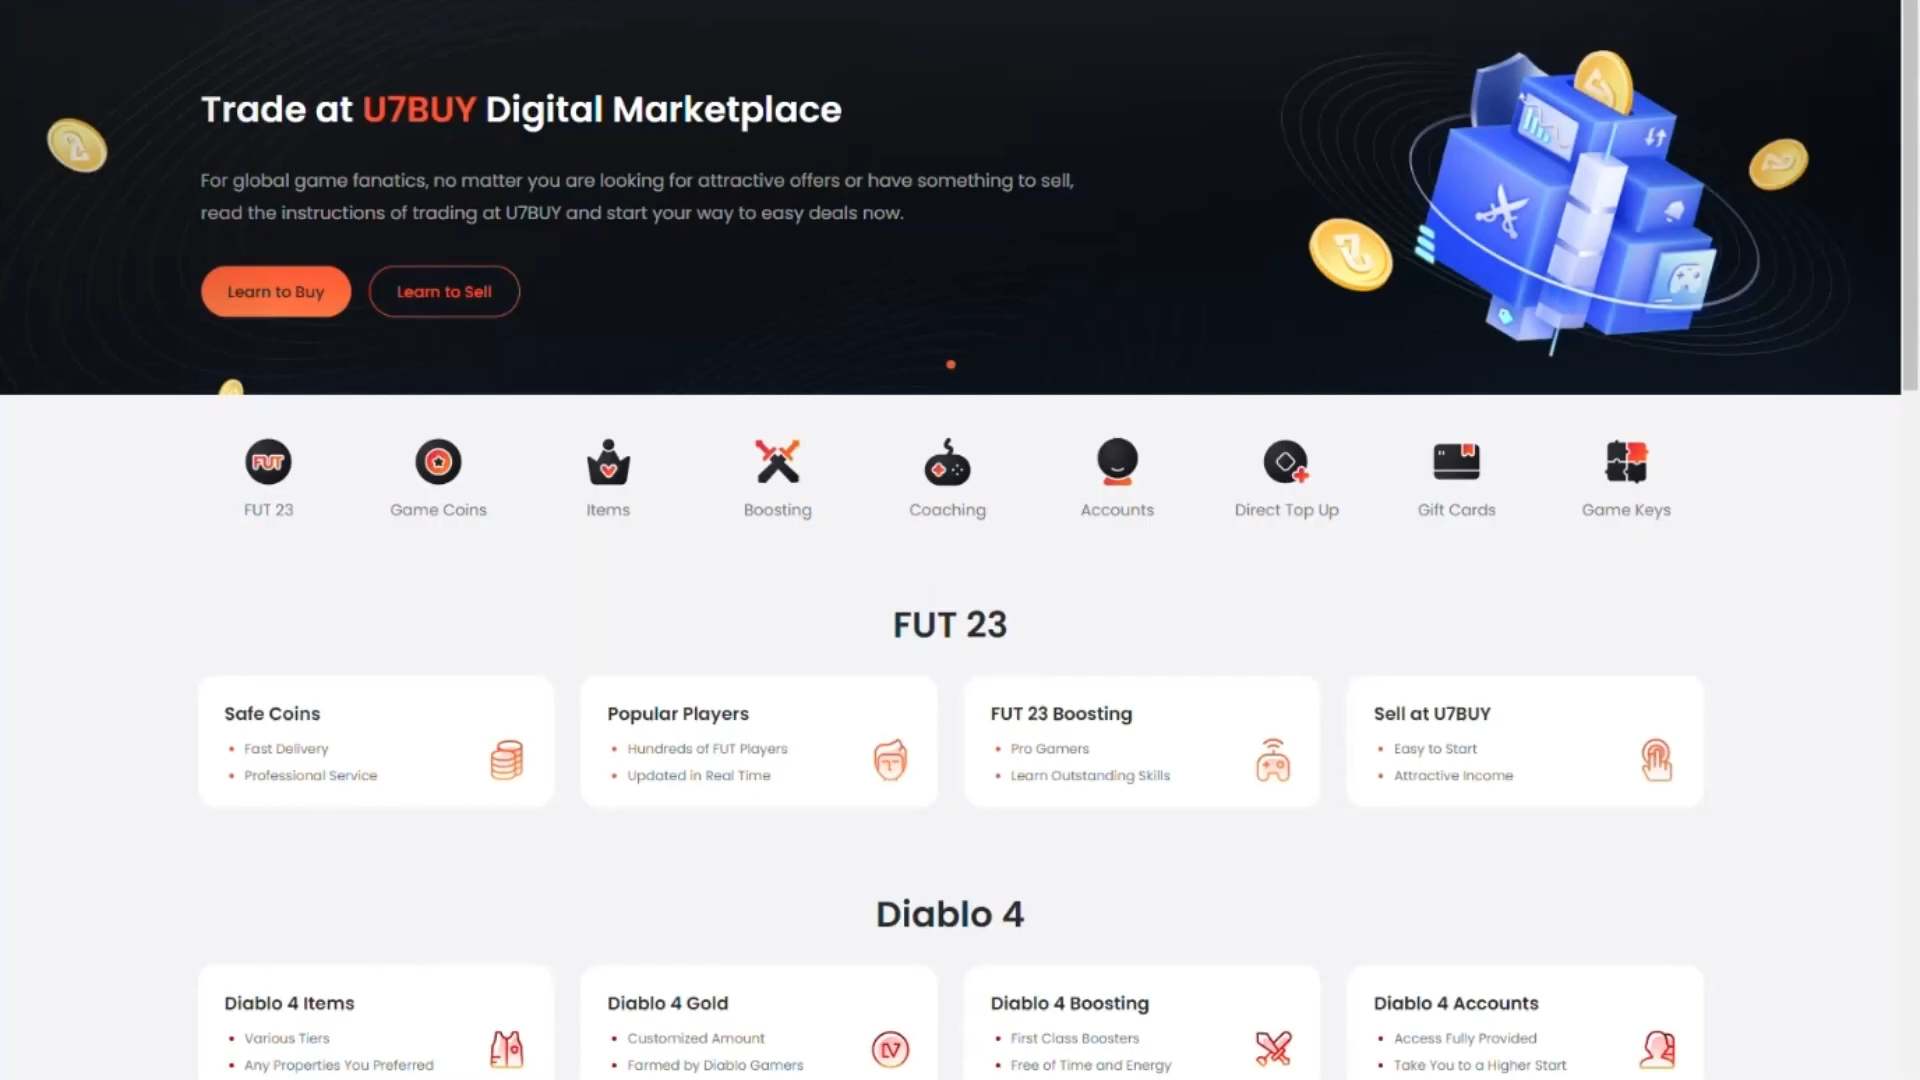 Trade at U7BUY Digital Marketplace
For global game fanatics, no matter you are looking for attractive offers or have something to sell,
read the instructions of trading at U7BUY and start your way to easy deals now.
Learn to Buy
Learn to Sell
FUT
FUT 23
Game Coins
Items
Boosting
Coaching
Accounts
Direct Top Up
Gift Cards
Game Keys
FUT 23
Safe Coins
Fast Delivery
Professional Service
Popular Players
Hundreds of FUT Players
Updated in Real Time
FUT 23 Boosting
Pro Gamers
Learn Outstanding Skills
Sell at U7BUY
Easy to Start
Attractive Income
Diablo 4
Diablo 4 Items
Various Tiers
Any Properties You Preferred
Diablo 4 Gold
Customized Amount
Farmed by Diablo Gamers
Diablo 4 Boosting
First Class Boosters
Free of Time and Energy
Diablo 4 Accounts
Access Fully Provided
Take You to a Higher Start